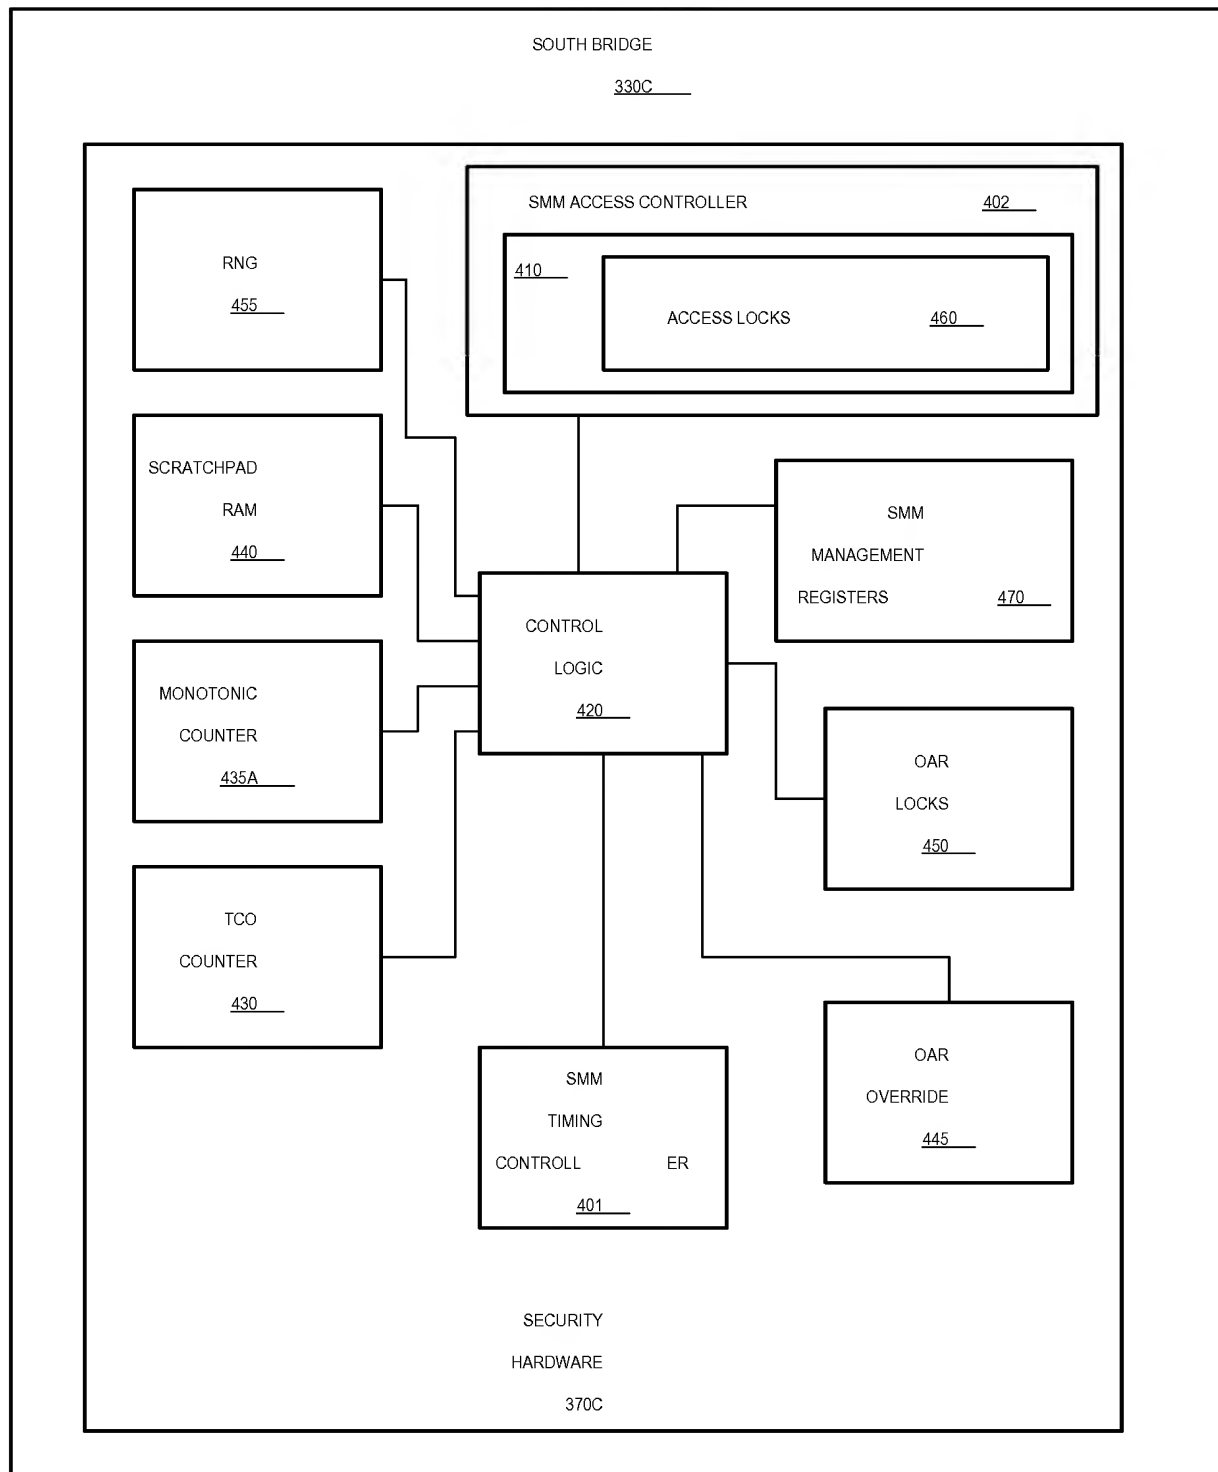 SOUTH BRIDGE
330C
SMM ACCESS CONTROLLER 402
410
ACCESS LOCKS 460
RNG
455
SCRATCHPAD
RAM
440
MONOTONIC
COUNTER
435A
TCO
COUNTER
430
CONTROL
LOGIC
420
SMM
MANAGEMENT
REGISTERS 470
OAR
LOCKS
450
OAR
OVERRIDE
445
SMM
TIMING
CONTROLL ER
401
SECURITY
HARDWARE
370C